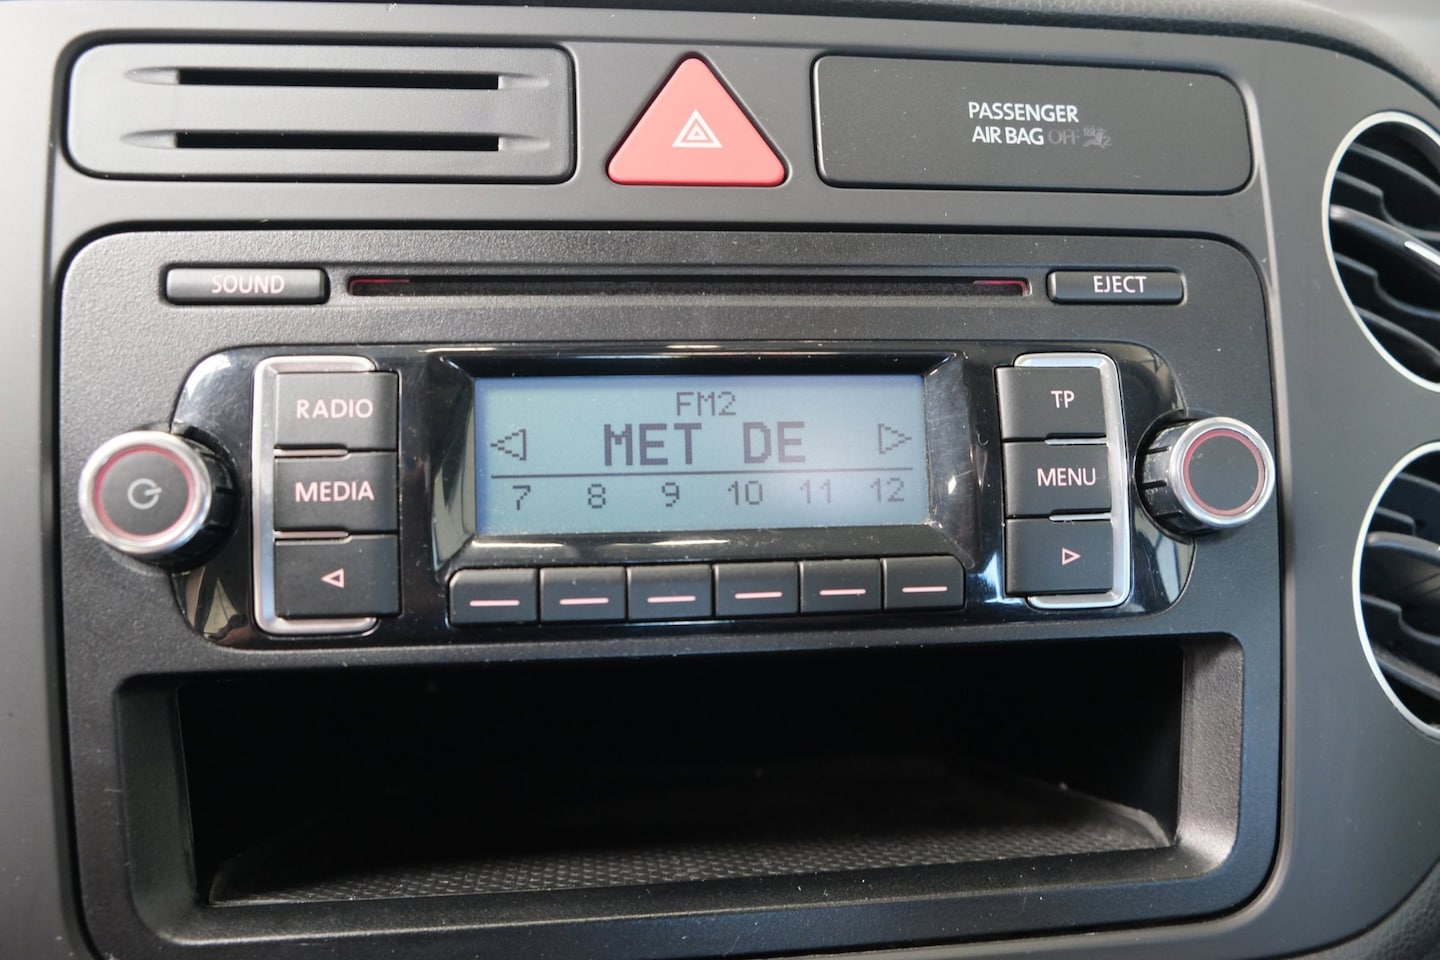 PASSENGER
AIR BAG OFF
SOUND
EJECT
RADIO
MEDIA
FM2
MET DE
7 8 9 10 11 12
TP
MENU